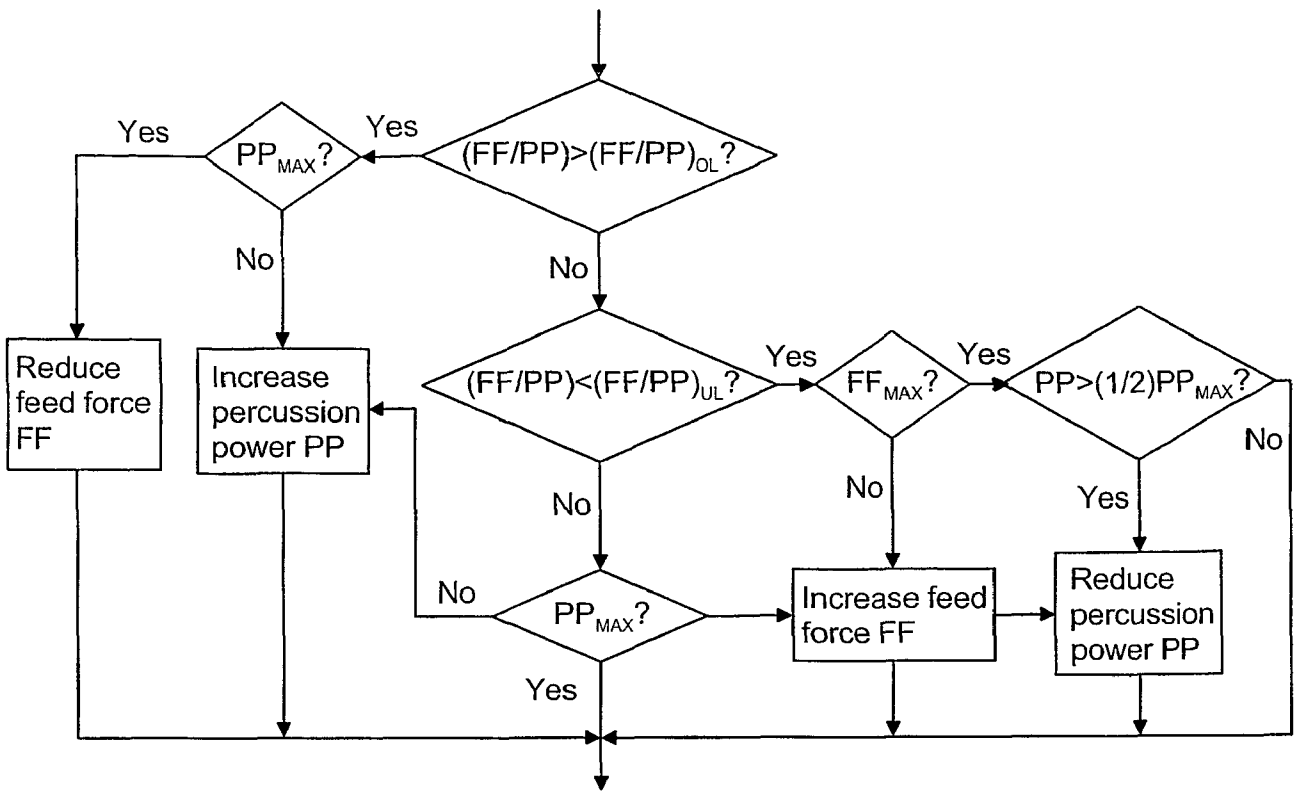 Yes
PP_MAX?
Yes
(FF/PP)>(FF/PP)_OL?
No
No
Reduce
feed force
FF
Increase
percussion
power PP
(FF/PP)<(FF/PP)_UL?
Yes
FF_MAX?
Yes
PP>(1/2)PP_MAX?
No
No
No
Yes
No
PP_MAX?
Yes
Increase feed
force FF
Reduce
percussion
power PP